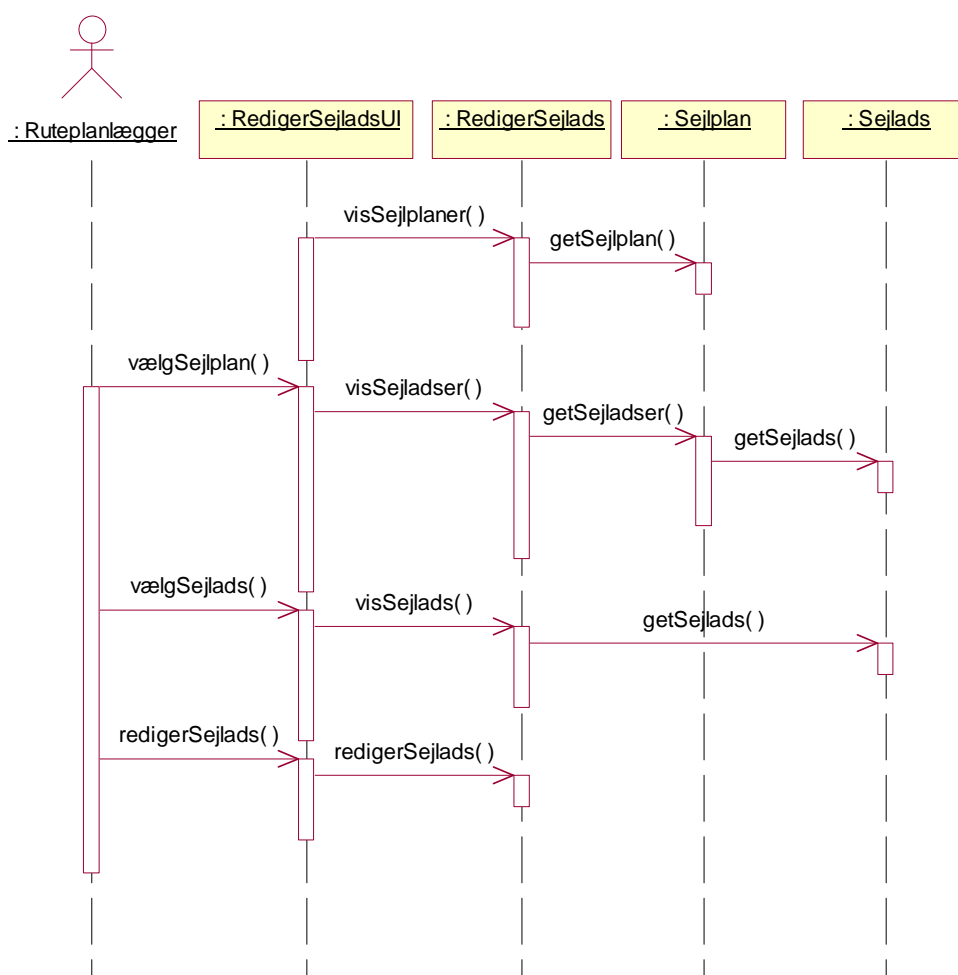 : Ruteplanlægger
: RedigerSejladsUI
: RedigerSejlads
: Sejlplan
: Sejlads
visSejlplaner( )
getSejlplan( )
vælgSejlplan( )
visSejladser( )
getSejladser( )
getSejlads( )
vælgSejlads( )
visSejlads( )
getSejlads( )
redigerSejlads( )
redigerSejlads( )